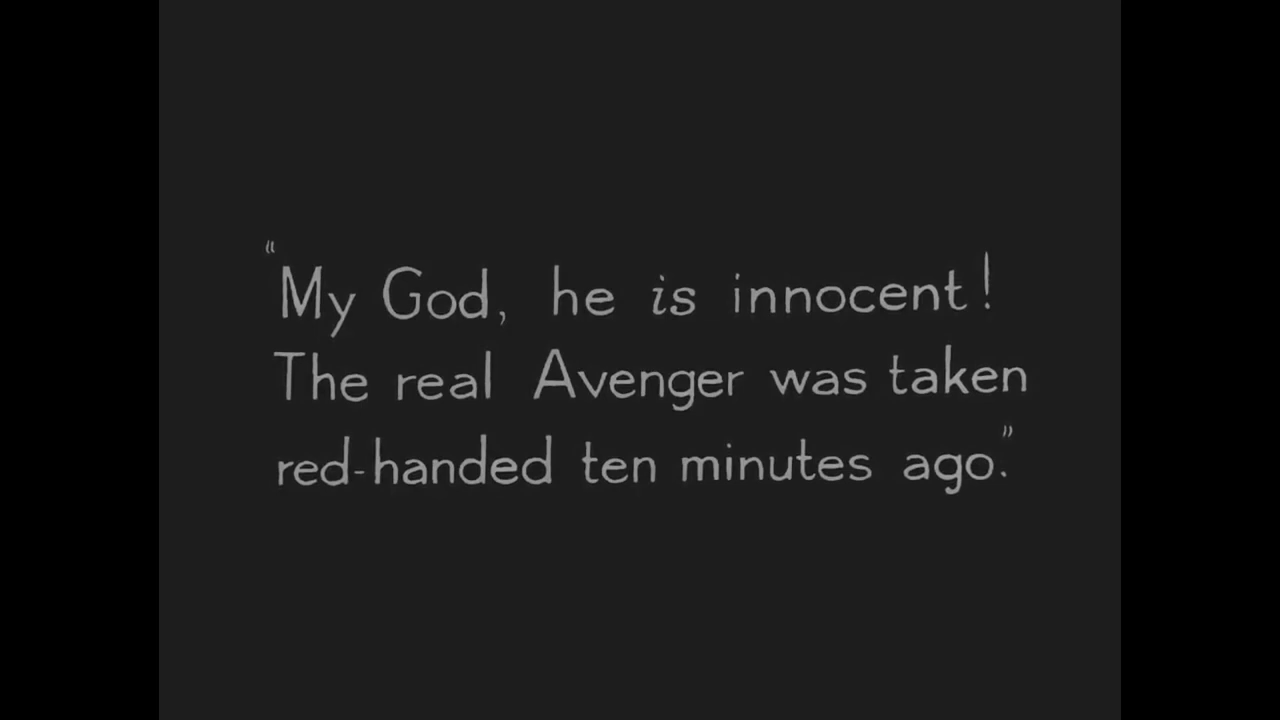 “My God, he is innocent!
The real Avenger was taken
red-handed ten minutes ago.”